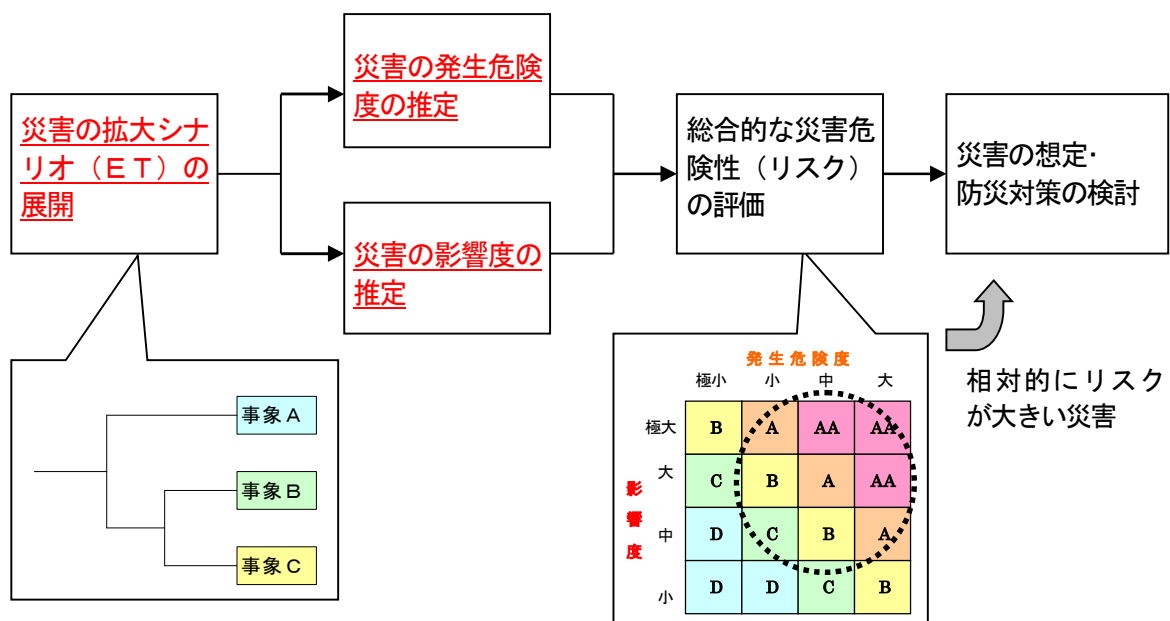 災害の拡大シナ
リオ（ＥＴ）の
展開
災害の発生危険
度の推定
災害の影響度の
推定
総合的な災害危
険性（リスク）
の評価
災害の想定・
防災対策の検討
事象Ａ
事象Ｂ
事象Ｃ
発生危険度
極小 小 中 大
影響度
極大 B A AA AA
大 C B A AA
中 D C B A
小 D D C B
相対的にリスク
が大きい災害